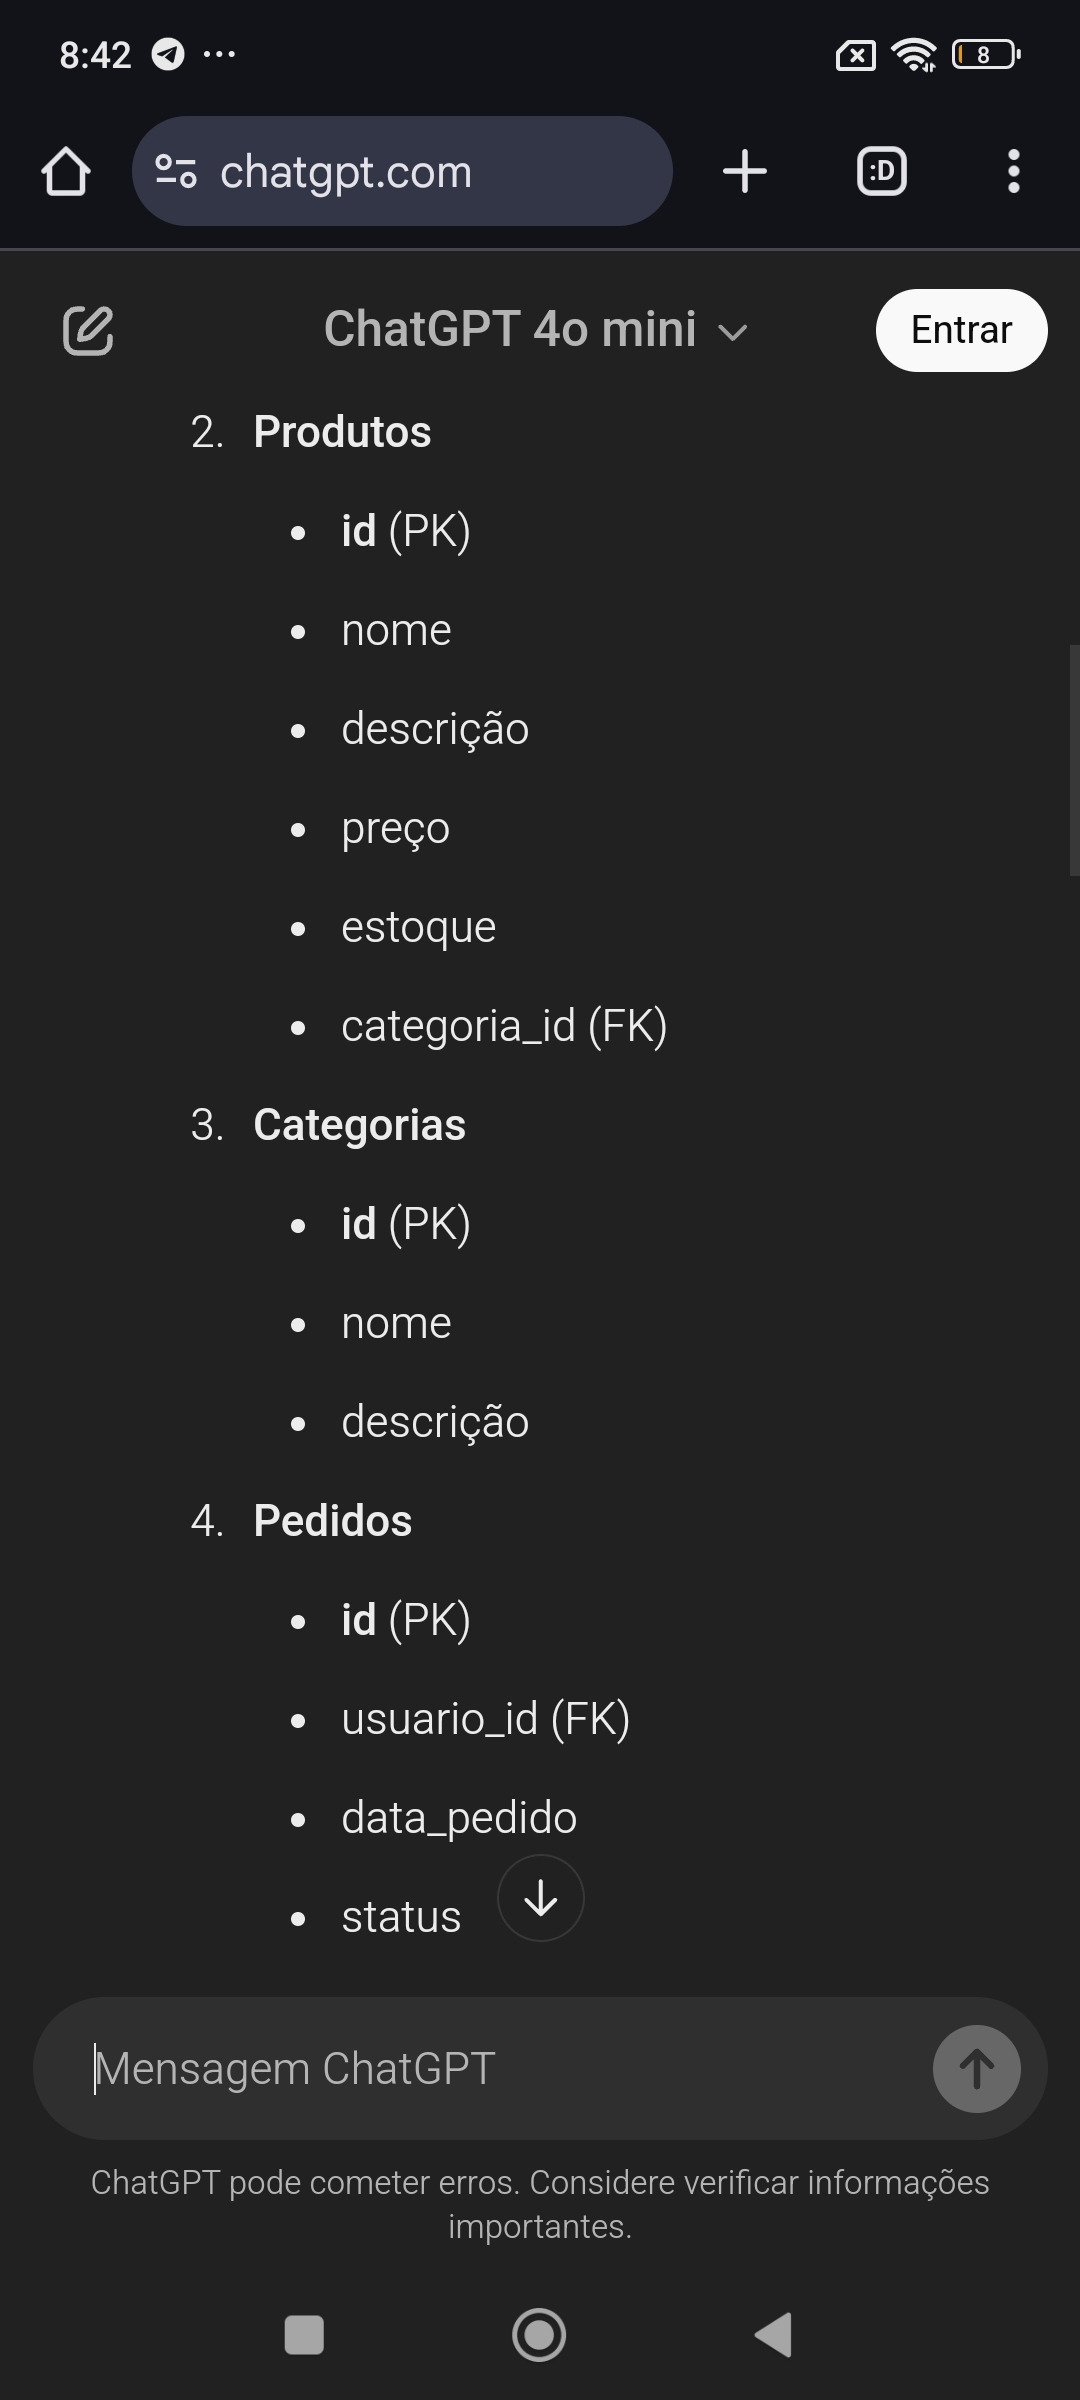 8:42
8
chatgpt.com
:D
ChatGPT 4o mini
Entrar
2. Produtos
• id (PK)
• nome
• descrição
• preço
• estoque
• categoria_id (FK)
3. Categorias
• id (PK)
• nome
• descrição
4. Pedidos
• id (PK)
• usuario_id (FK)
• data_pedido
• status
Mensagem ChatGPT
ChatGPT pode cometer erros. Considere verificar informações
importantes.